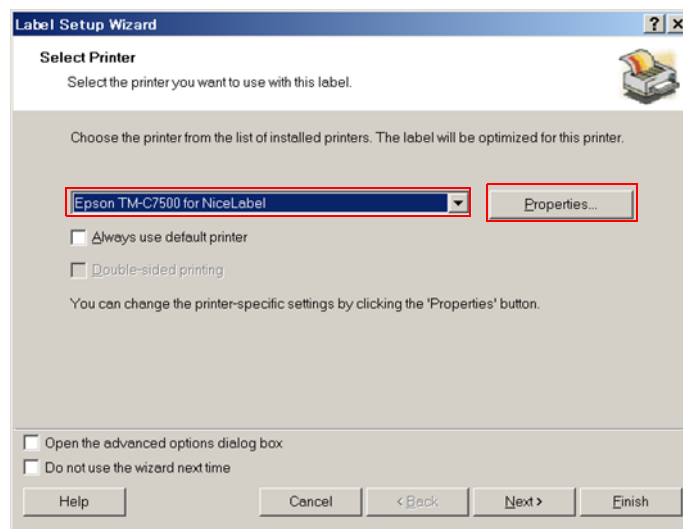 Label Setup Wizard
Select Printer
Select the printer you want to use with this label.
Choose the printer from the list of installed printers. The label will be optimized for this printer.
Epson TM-C7500 for NiceLabel
Properties...
Always use default printer
Double-sided printing
You can change the printer-specific settings by clicking the 'Properties' button.
Open the advanced options dialog box
Do not use the wizard next time
Help
Cancel
< Back
Next >
Finish